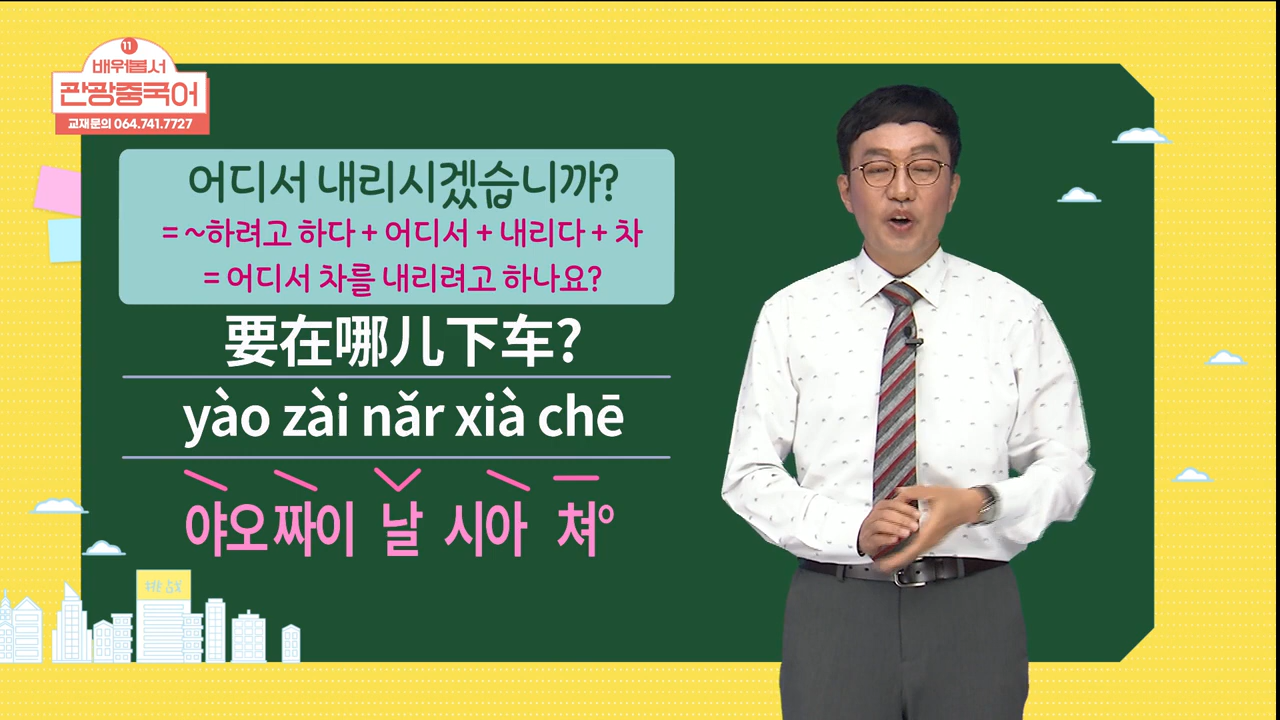 11
배워봅서
관광중국어
교재문의 064.741.7727
어디서 내리시겠습니까?
= ~하려고 하다 + 어디서 + 내리다 + 차
= 어디서 차를 내리려고 하나요?
要在哪儿下车?
yào zài nǎr xià chē
야오 짜이 날 시아 쳐°
挑战